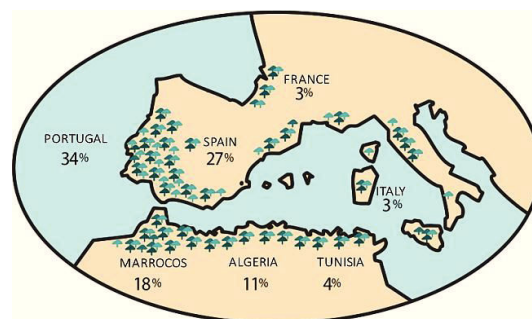 FRANCE
3%
PORTUGAL
34%
SPAIN
27%
ITALY
3%
MARROCOS
18%
ALGERIA
11%
TUNISIA
4%